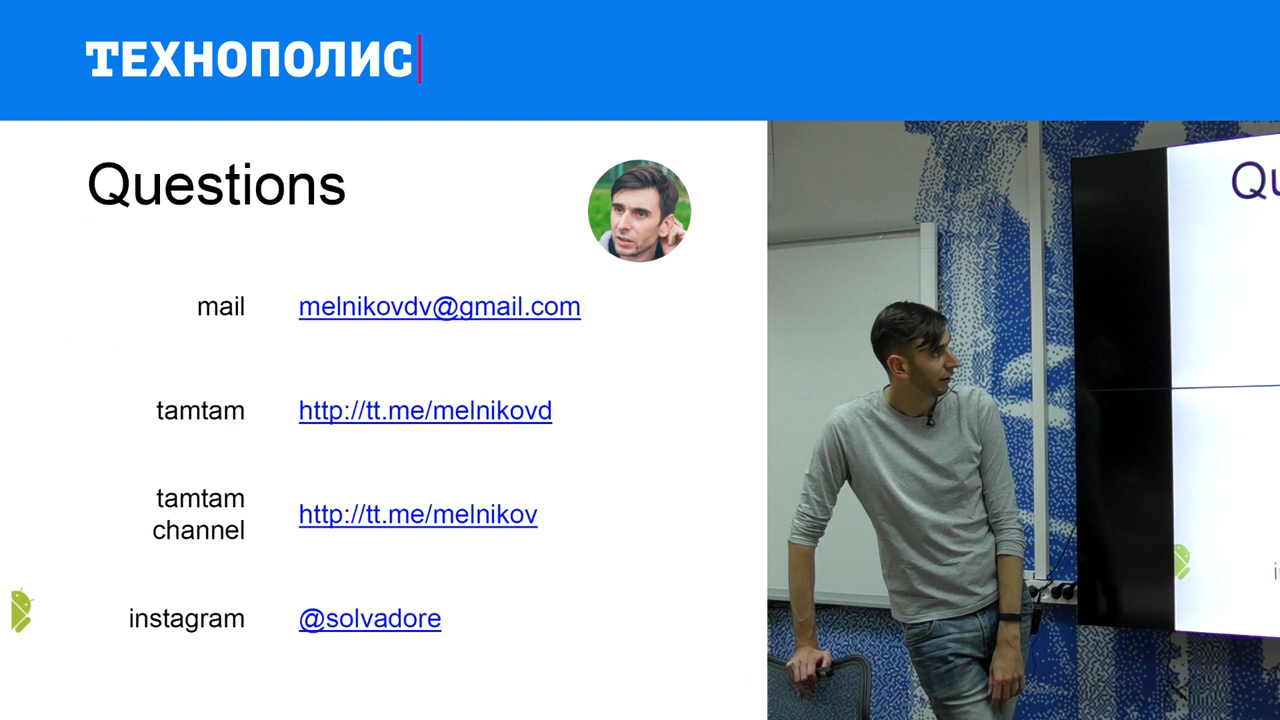 ТЕХНОПОЛИС
Questions
mail melnikovdv@gmail.com
tamtam http://tt.me/melnikovd
tamtam
channel http://tt.me/melnikov
instagram @solvadore
Qu
i